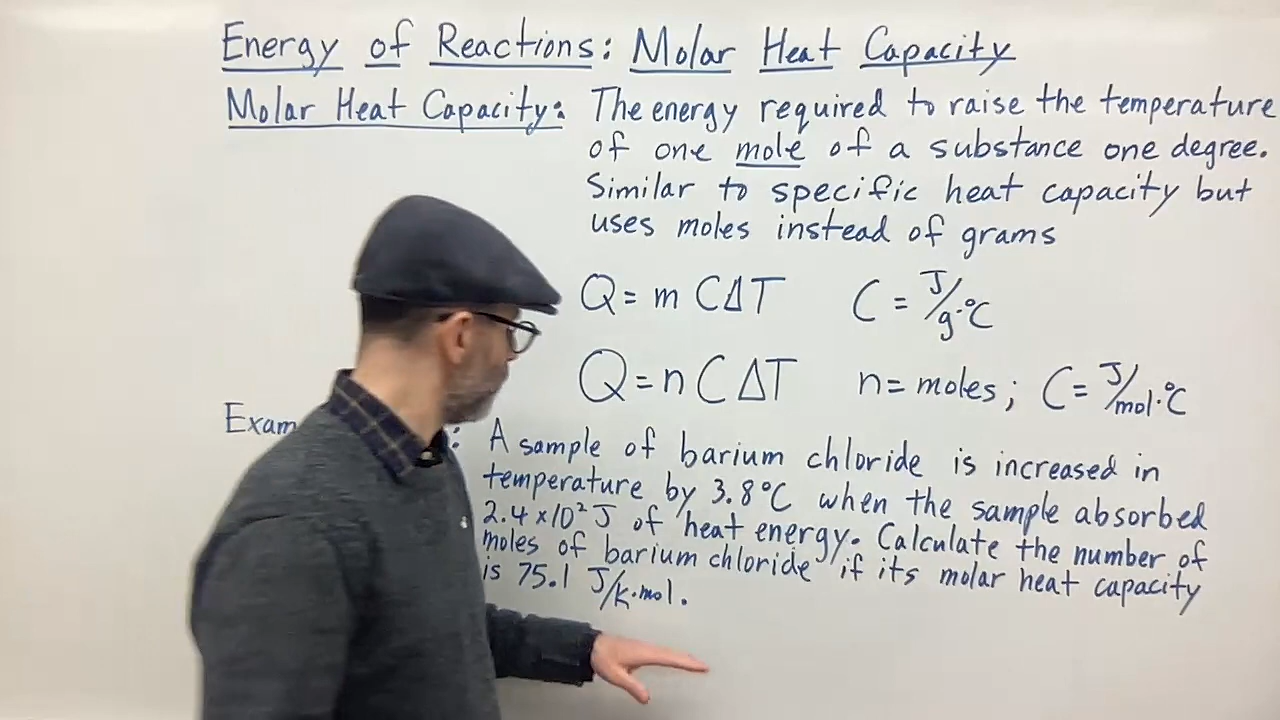 Energy of Reactions: Molar Heat Capacity
Molar Heat Capacity: The energy required to raise the temperature
of one mole of a substance one degree.
Similar to specific heat capacity but
uses moles instead of grams
Q = m C Δ T C = J/g·°C
Q = n C Δ T n = moles; C = J/mol·°C
A sample of barium chloride is increased in
temperature by 3.8°C when the sample absorbed
2.4 × 10² J of heat energy. Calculate the number of
moles of barium chloride if its molar heat capacity
is 75.1 J/K·mol.